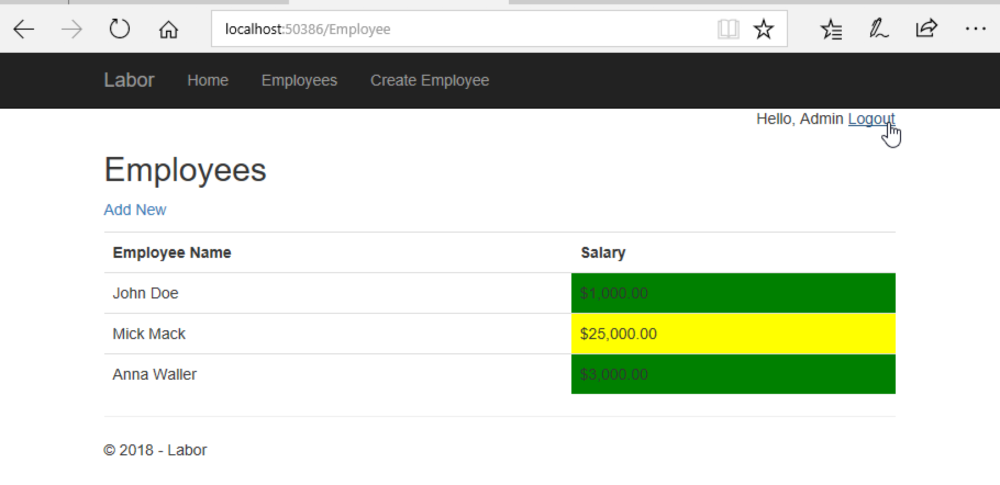 localhost:50386/Employee
Labor Home Employees Create Employee
Hello, Admin Logout
Employees
Add New
Employee Name Salary
John Doe $1,000.00
Mick Mack $25,000.00
Anna Waller $3,000.00
© 2018 - Labor